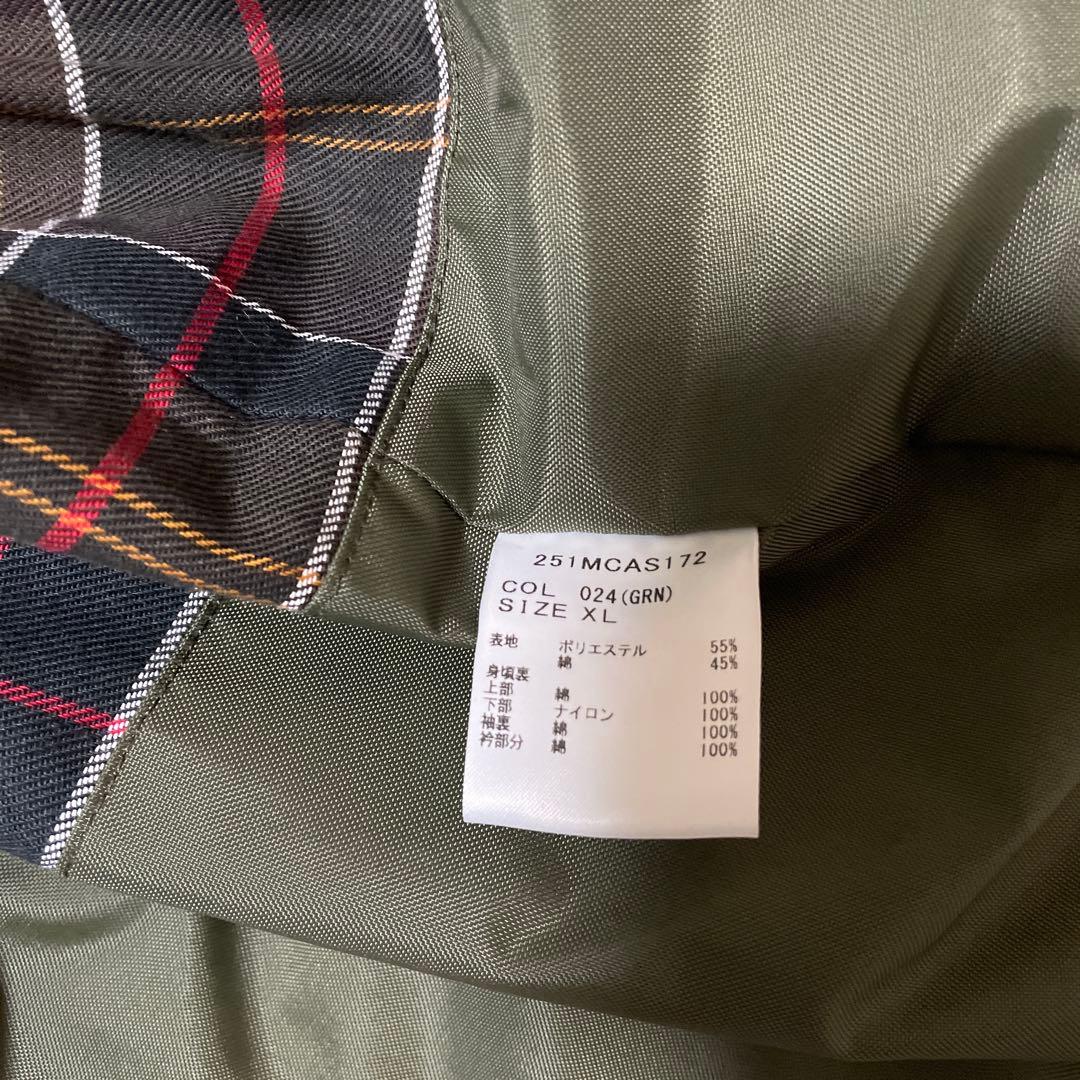 251MCAS172
COL 024(GRN)
SIZE XL
表地 ポリエステル 55%
綿 45%
身頃裏
上部 綿 100%
下部 ナイロン 100%
袖裏 綿 100%
衿部分 綿 100%